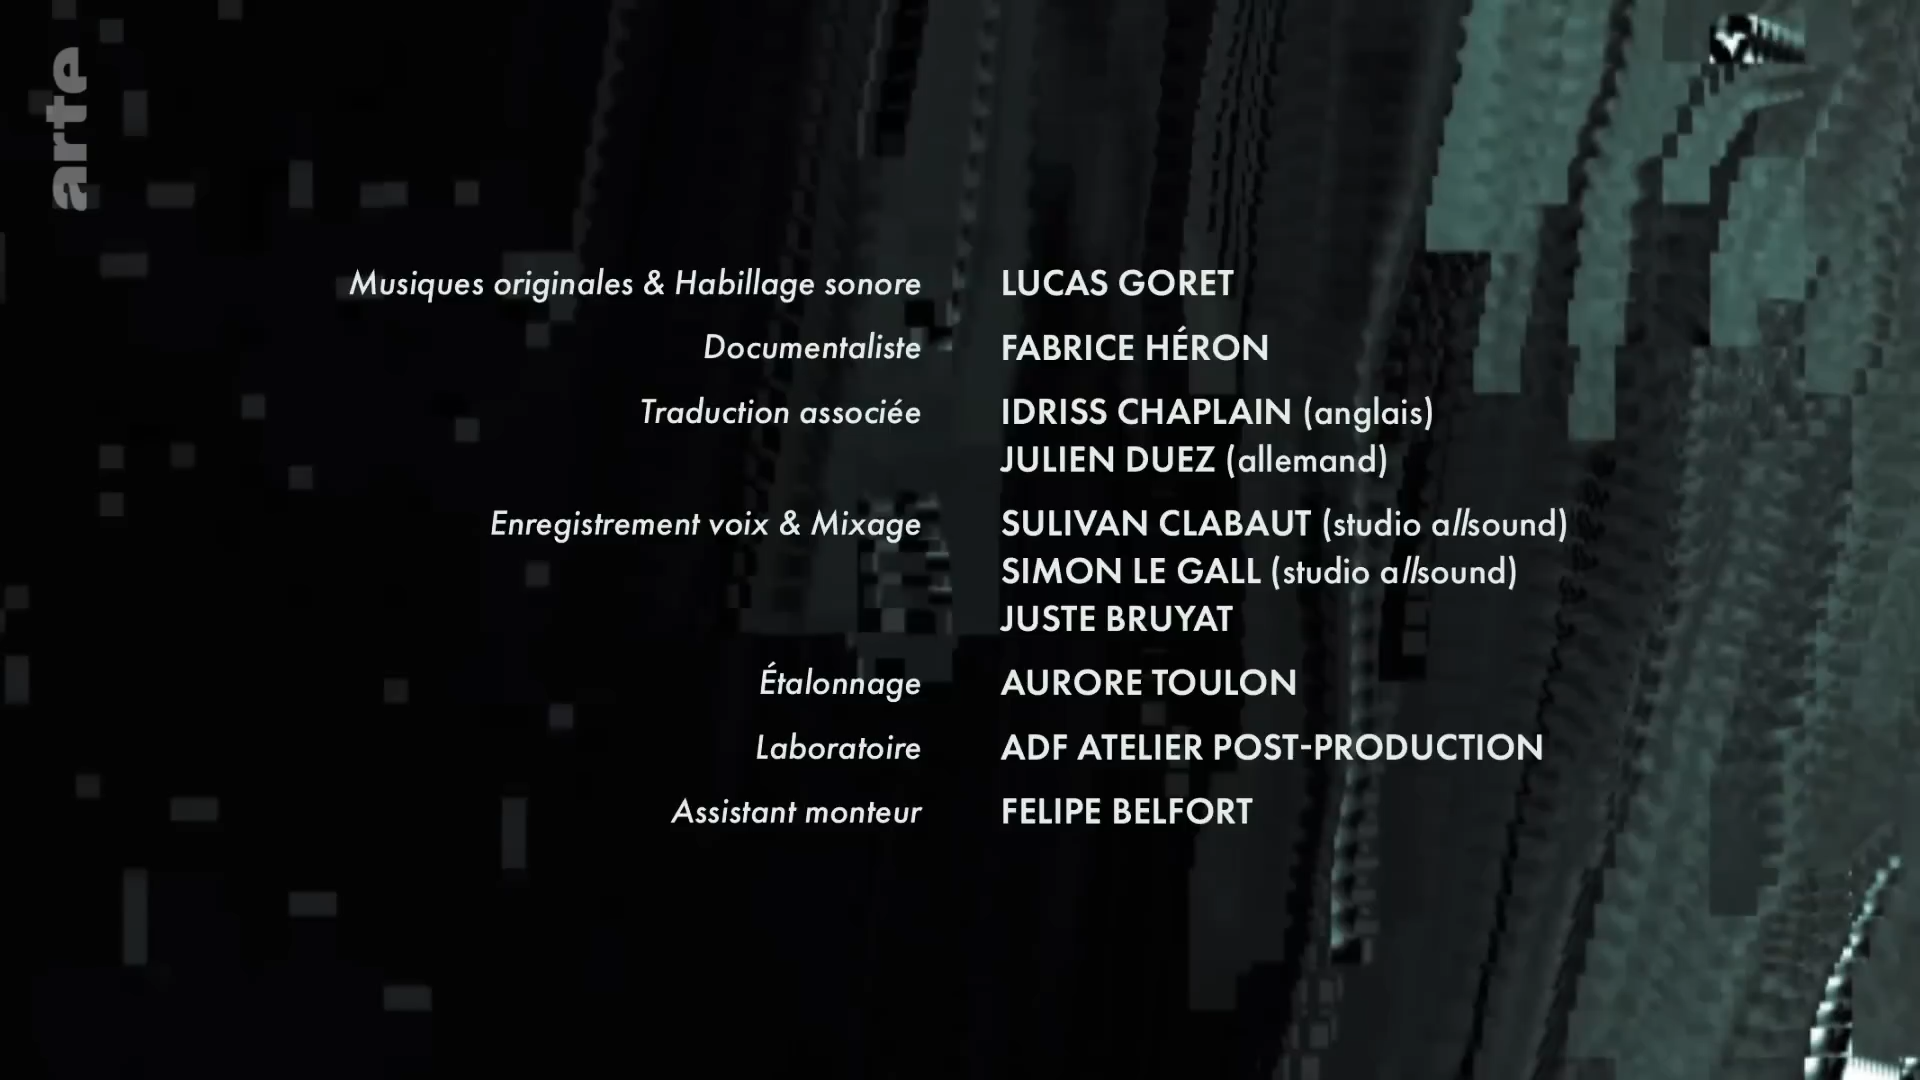 arte
Musiques originales & Habillage sonore LUCAS GORET
Documentaliste FABRICE HÉRON
Traduction associée IDRISS CHAPLAIN (anglais)
JULIEN DUEZ (allemand)
Enregistrement voix & Mixage SULIVAN CLABAUT (studio allsound)
SIMON LE GALL (studio allsound)
JUSTE BRUYAT
Étalonnage AURORE TOULON
Laboratoire ADF ATELIER POST-PRODUCTION
Assistant monteur FELIPE BELFORT